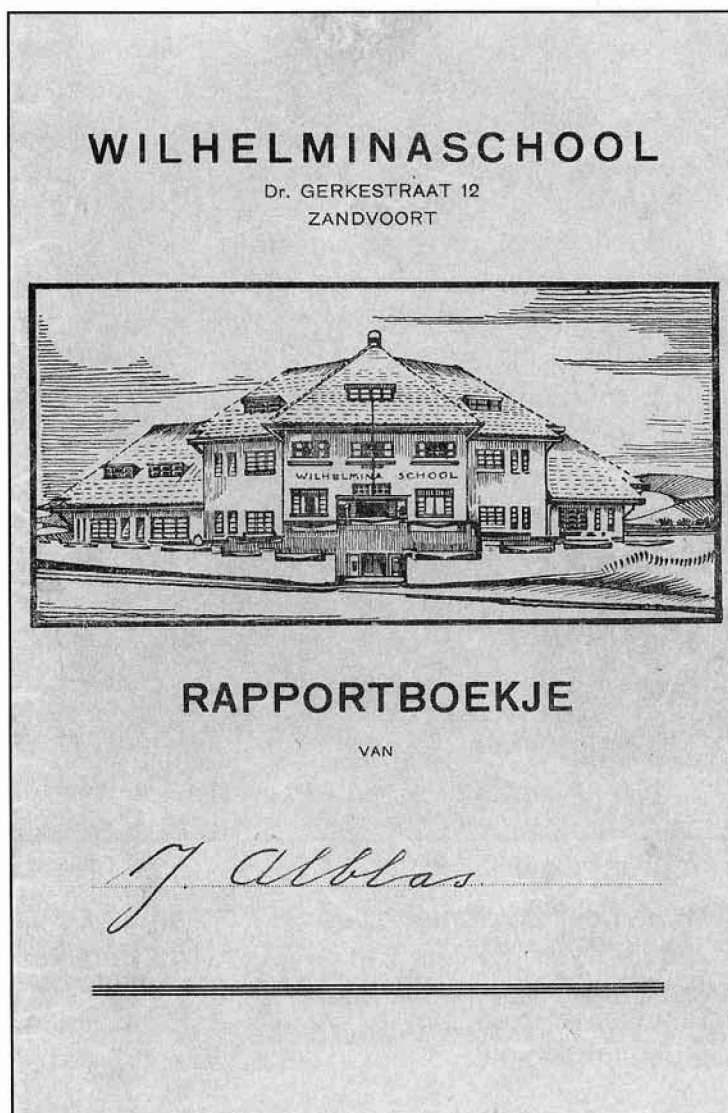 WILHELMINASCHOOL
Dr. GERKESTRAAT 12
ZANDVOORT
WILHELMINA SCHOOL
RAPPORTBOEKJE
VAN
J. Alblas